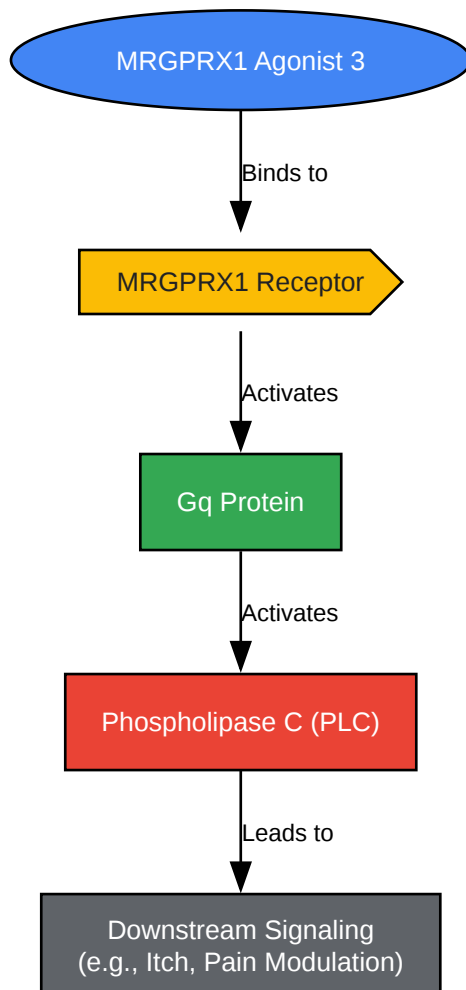 MRGPRX1 Agonist 3
Binds to
MRGPRX1 Receptor
Activates
Gq Protein
Activates
Phospholipase C (PLC)
Leads to
Downstream Signaling
(e.g., Itch, Pain Modulation)